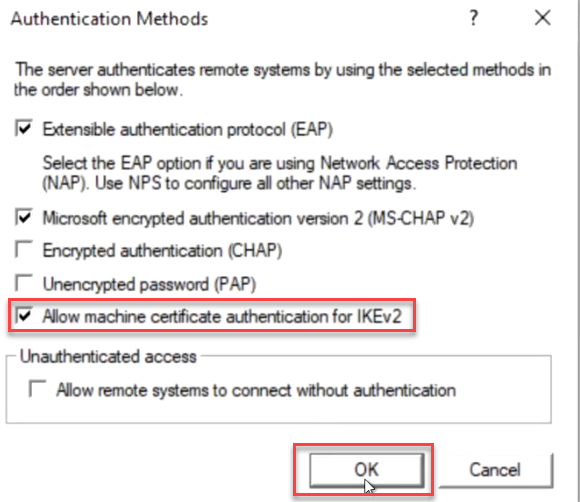 Authentication Methods ?
The server authenticates remote systems by using the selected methods in
the order shown below.
Extensible authentication protocol (EAP)
Select the EAP option if you are using Network Access Protection
(NAP). Use NPS to configure all other NAP settings.
Microsoft encrypted authentication version 2 (MS-CHAP v2)
Encrypted authentication (CHAP)
Unencrypted password (PAP)
Allow machine certificate authentication for IKEv2
Unauthenticated access
Allow remote systems to connect without authentication
OK Cancel